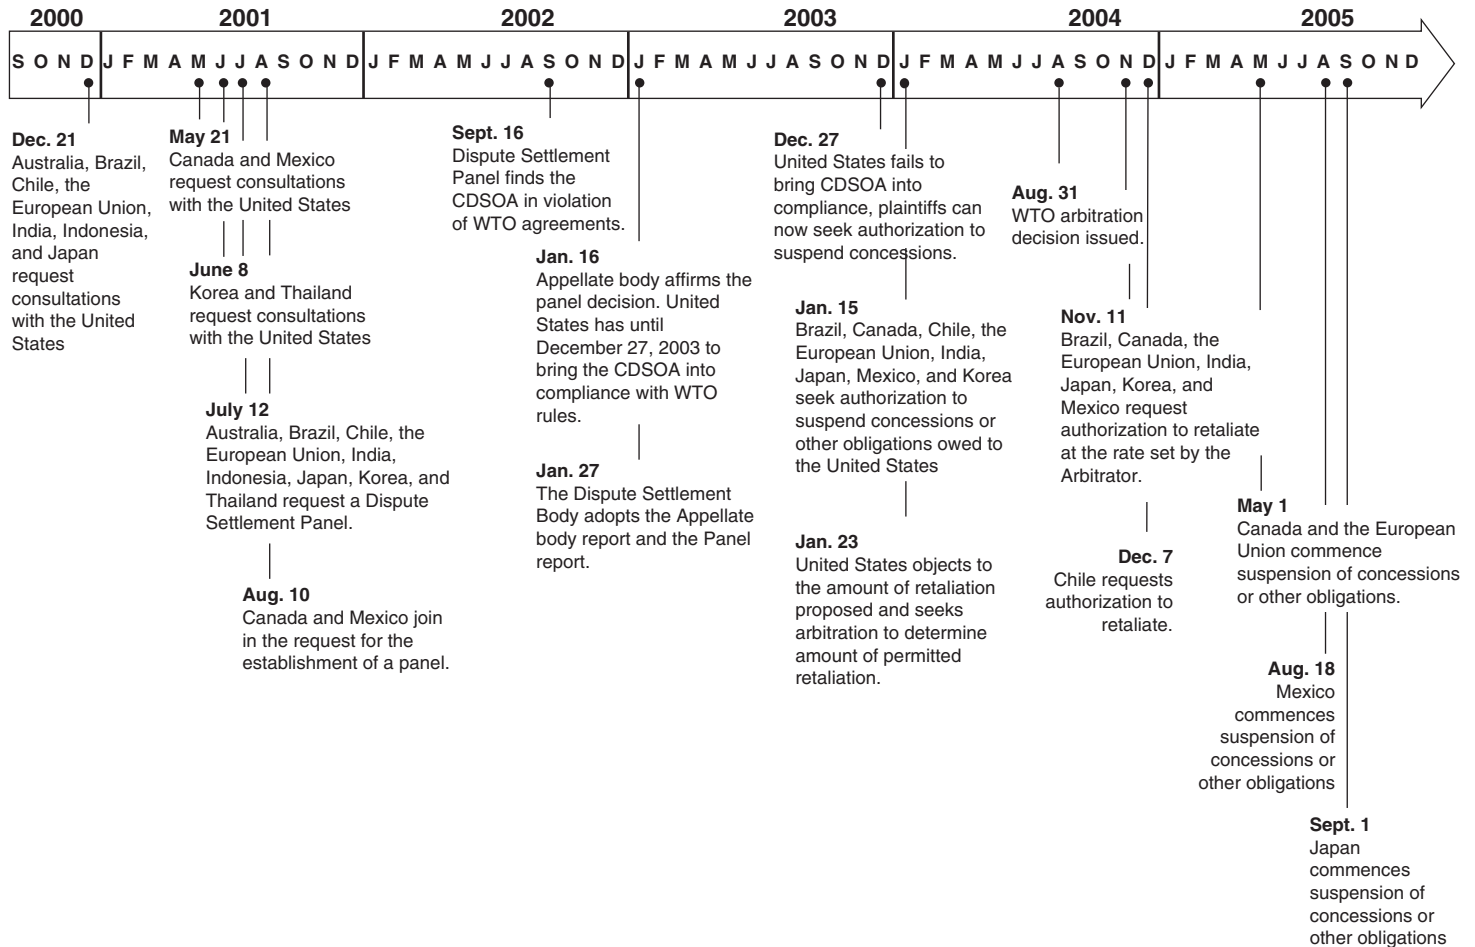 2000 2001 2002 2003 2004 2005
S O N D J F M A M J J A S O N D J F M A M J J A S O N D J F M A M J J A S O N D J F M A M J J A S O N D J F M A M J J A S O N D
Dec. 21
Australia, Brazil,
Chile, the
European Union,
India, Indonesia,
and Japan
request
consultations
with the United
States
May 21
Canada and Mexico
request consultations
with the United States
June 8
Korea and Thailand
request consultations
with the United States
July 12
Australia, Brazil, Chile, the
European Union, India,
Indonesia, Japan, Korea, and
Thailand request a Dispute
Settlement Panel.
Aug. 10
Canada and Mexico join
in the request for the
establishment of a panel.
Sept. 16
Dispute Settlement
Panel finds the
CDSOA in violation
of WTO agreements.
Jan. 16
Appellate body affirms the
panel decision. United
States has until
December 27, 2003 to
bring the CDSOA into
compliance with WTO
rules.
Jan. 27
The Dispute Settlement
Body adopts the Appellate
body report and the Panel
report.
Dec. 27
United States fails to
bring CDSOA into
compliance, plaintiffs can
now seek authorization to
suspend concessions.
Jan. 15
Brazil, Canada, Chile, the
European Union, India,
Japan, Mexico, and Korea
seek authorization to
suspend concessions or
other obligations owed to
the United States
Jan. 23
United States objects to
the amount of retaliation
proposed and seeks
arbitration to determine
amount of permitted
retaliation.
Aug. 31
WTO arbitration
decision issued.
Nov. 11
Brazil, Canada, the
European Union, India,
Japan, Korea, and
Mexico request
authorization to retaliate
at the rate set by the
Arbitrator.
Dec. 7
Chile requests
authorization to
retaliate.
May 1
Canada and the European
Union commence
suspension of concessions
or other obligations.
Aug. 18
Mexico
commences
suspension of
concessions or
other obligations
Sept. 1
Japan
commences
suspension of
concessions or
other obligations